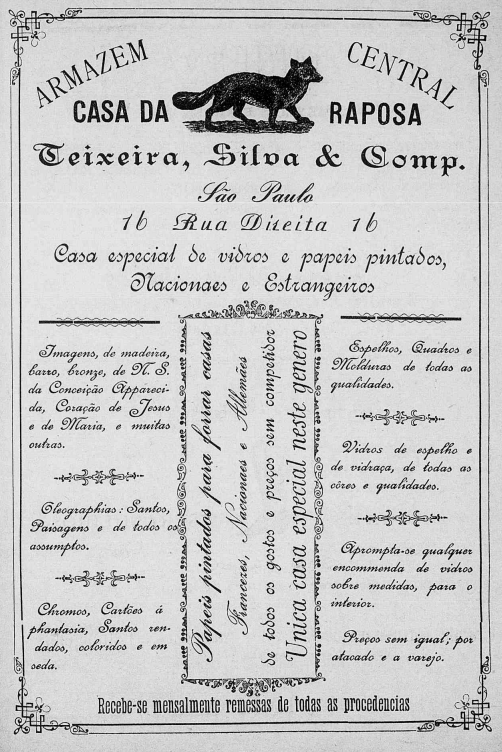 ARMAZEM CENTRAL
CASA DA RAPOSA
Teixeira, Silva & Comp.
São Paulo
16 Rua Direita 16
Casa especial de vidros e papeis pintados,
Nacionaes e Estrangeiros
Imagens, de madeira,
barro, bronze, de N. S.
da Conceição Appareci-
da, Coração de Jesus
e de Maria, e muitas
outras.
Oleographias: Santos,
Paisagens e de todos os
assumptos.
Chromos, Cartões á
phantasia, Santos ren-
dados, coloridos e em
seda.
Papeis pintados para forrar casas
Francezes, Nacionaes e Allemães
de todos os gostos e preços sem competidor
Unica casa especial neste genero
Espelhos, Quadros e
Molduras de todas as
qualidades.
Vidros de espelho e
de vidraça, de todas as
côres e qualidades.
Aprompta-se qualquer
encommenda de vidros
sobre medidas, para o
interior.
Preços sem igual; por
atacado e a varejo.
Recebe-se mensalmente remessas de todas as procedencias